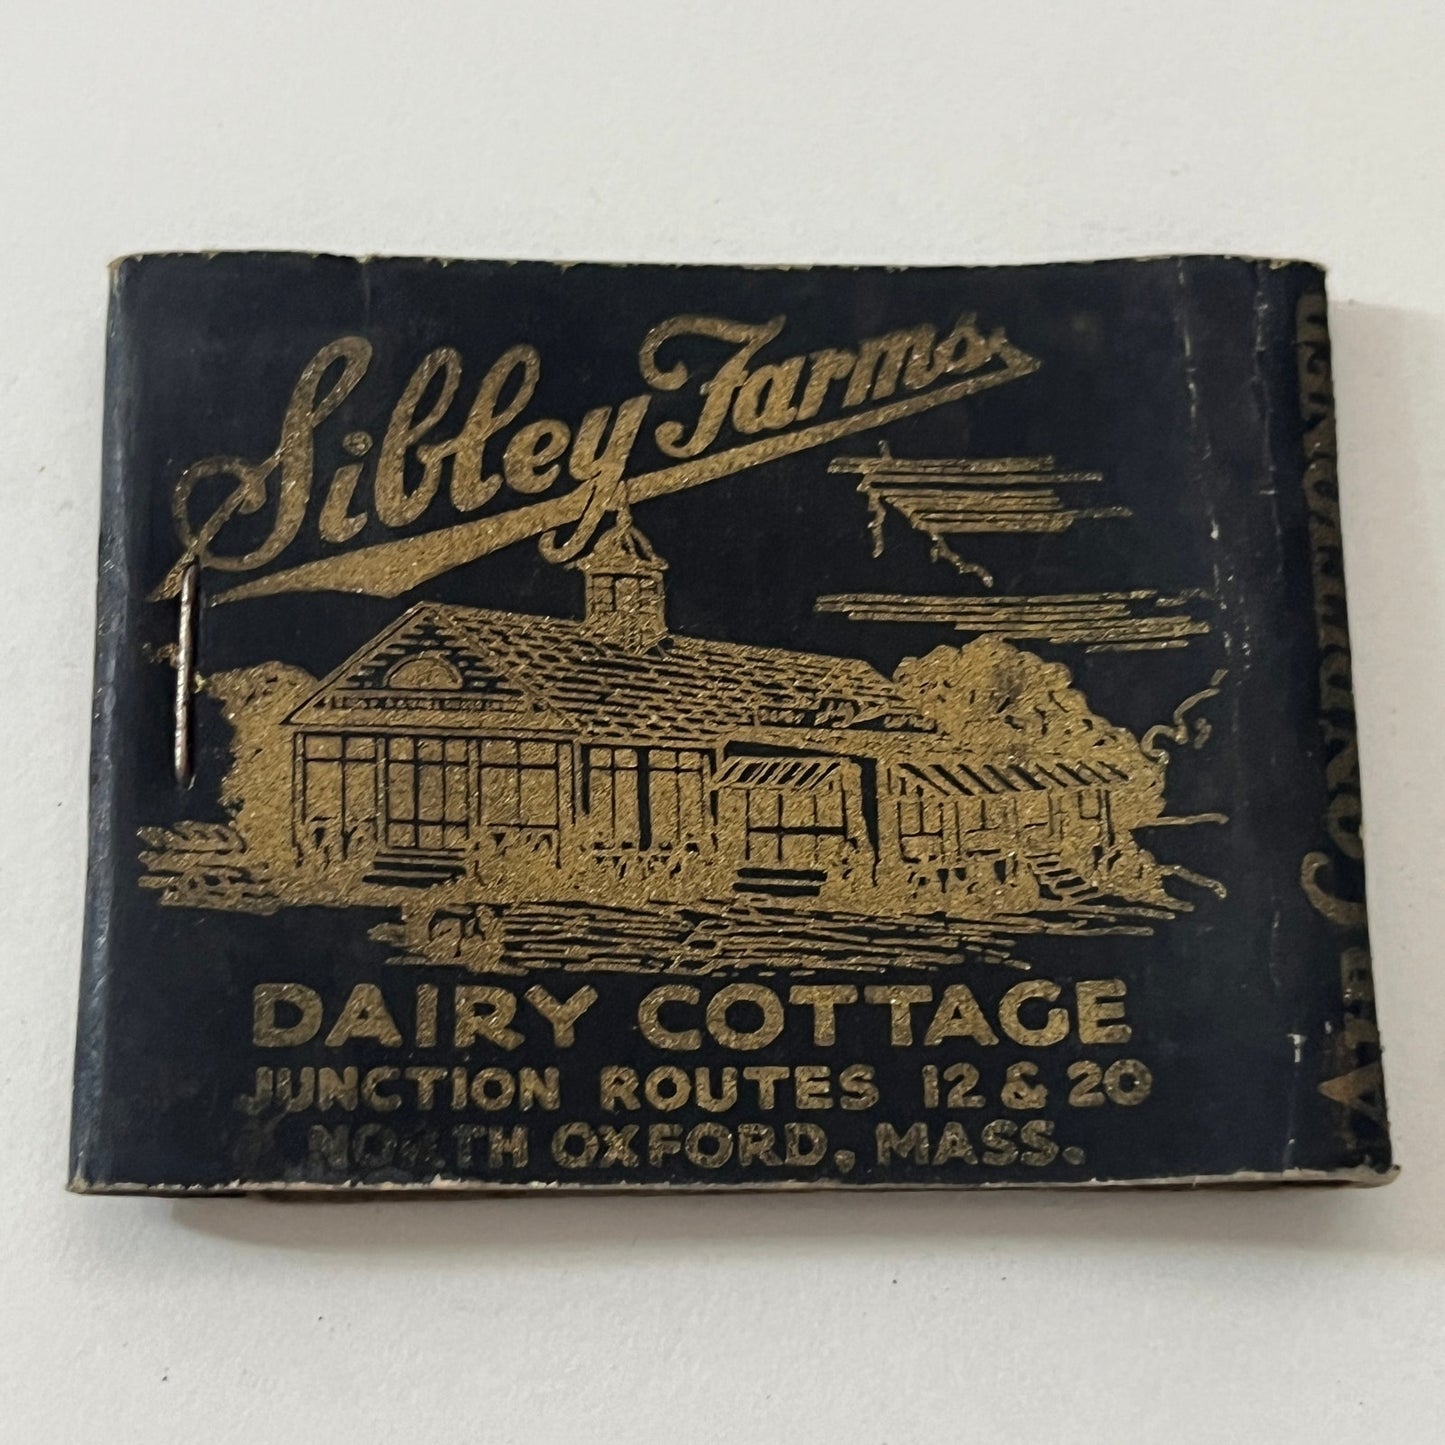 Sibley Farms
DAIRY COTTAGE
JUNCTION ROUTES 12 & 20
NORTH OXFORD, MASS.
AIR CONDITIONED